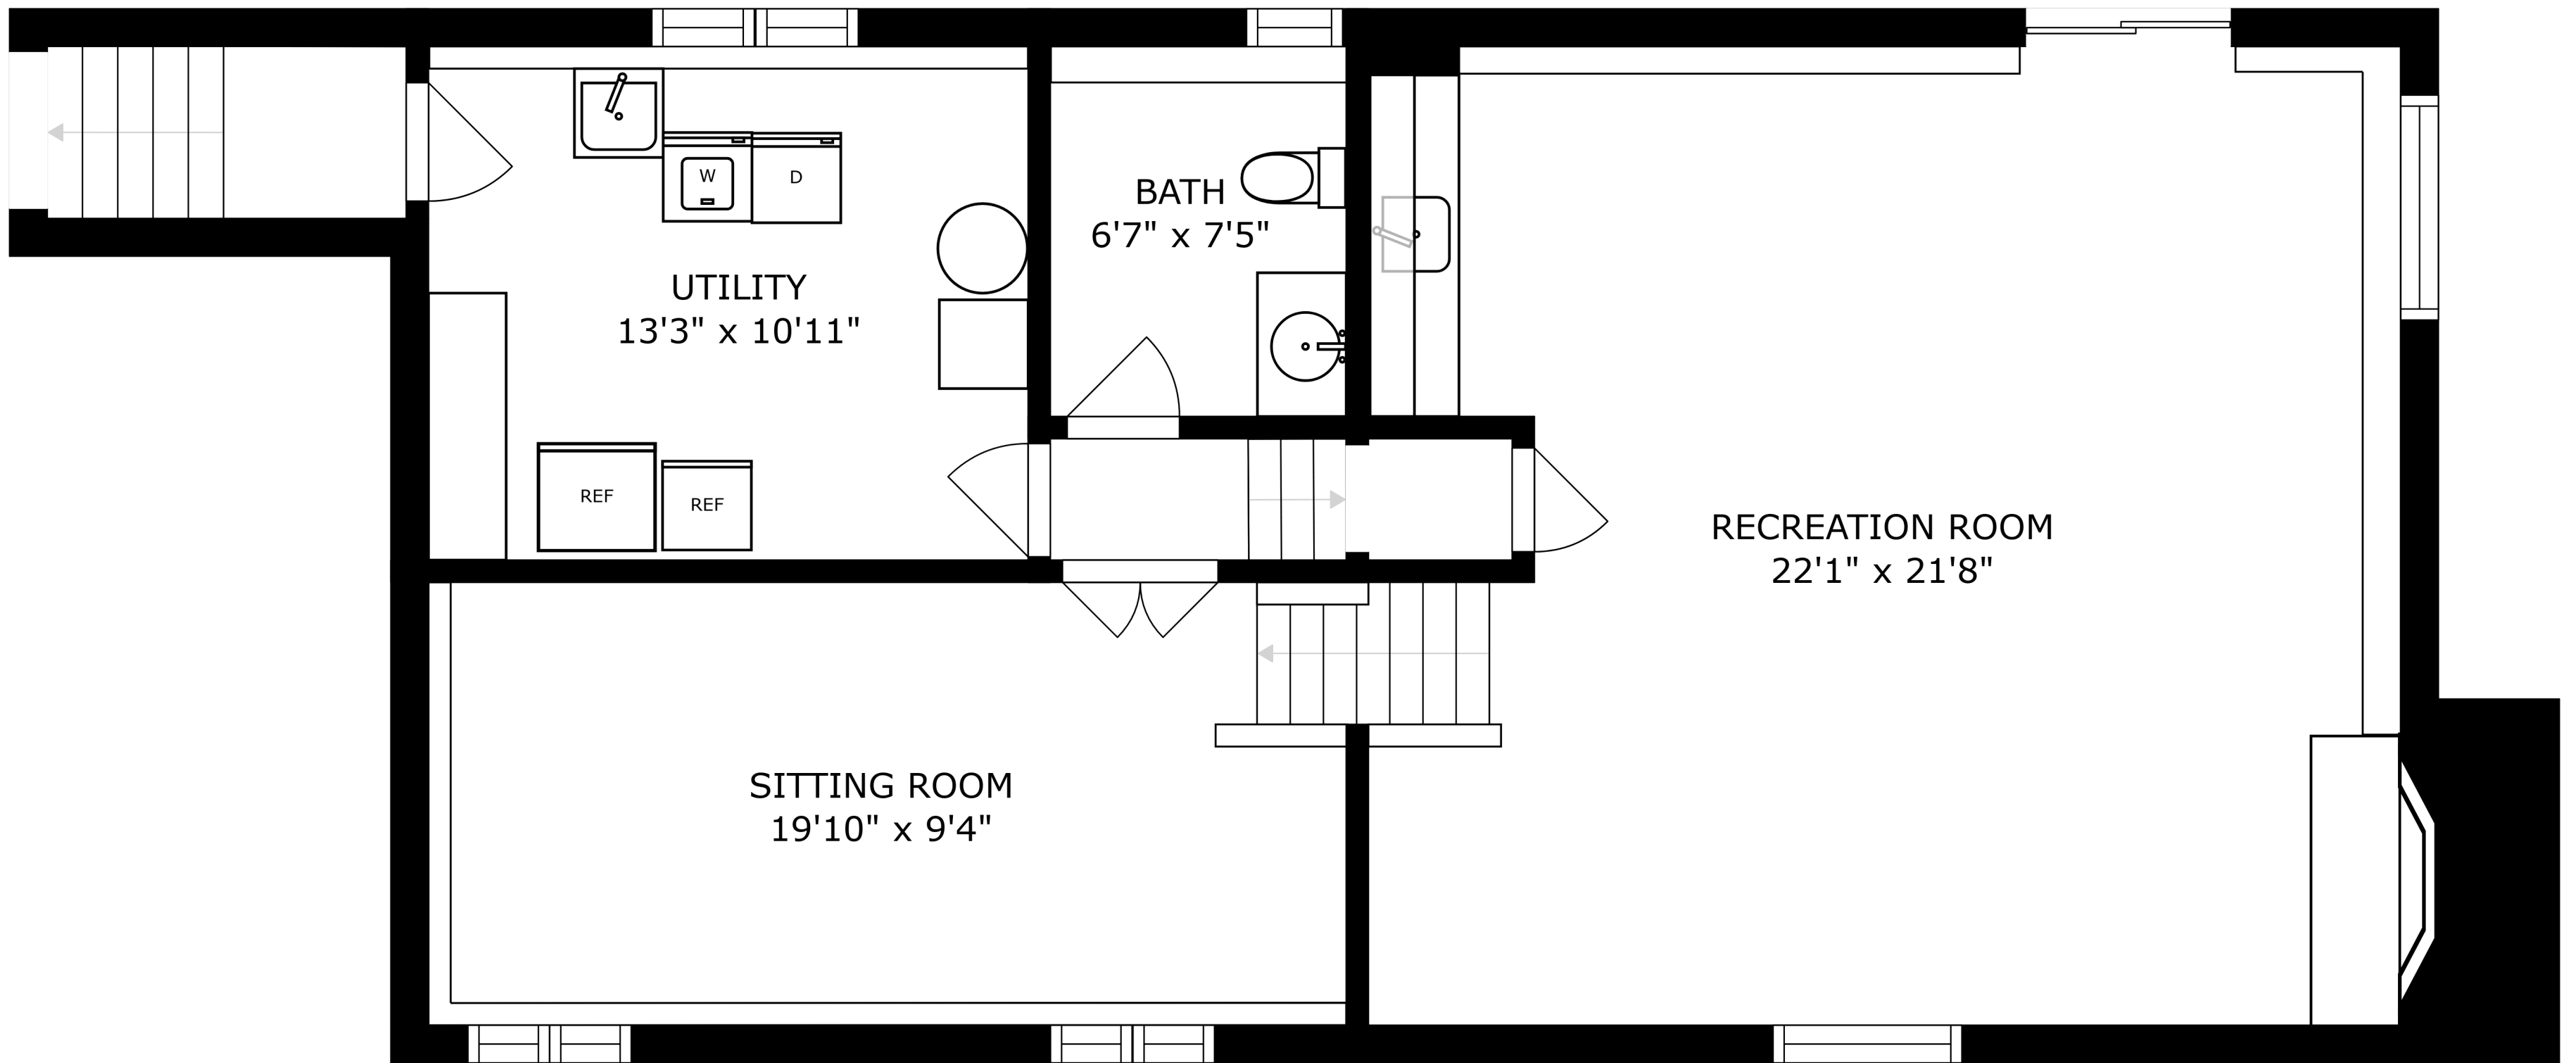 W
D
BATH
6'7" x 7'5"
UTILITY
13'3" x 10'11"
REF
REF
RECREATION ROOM
22'1" x 21'8"
SITTING ROOM
19'10" x 9'4"